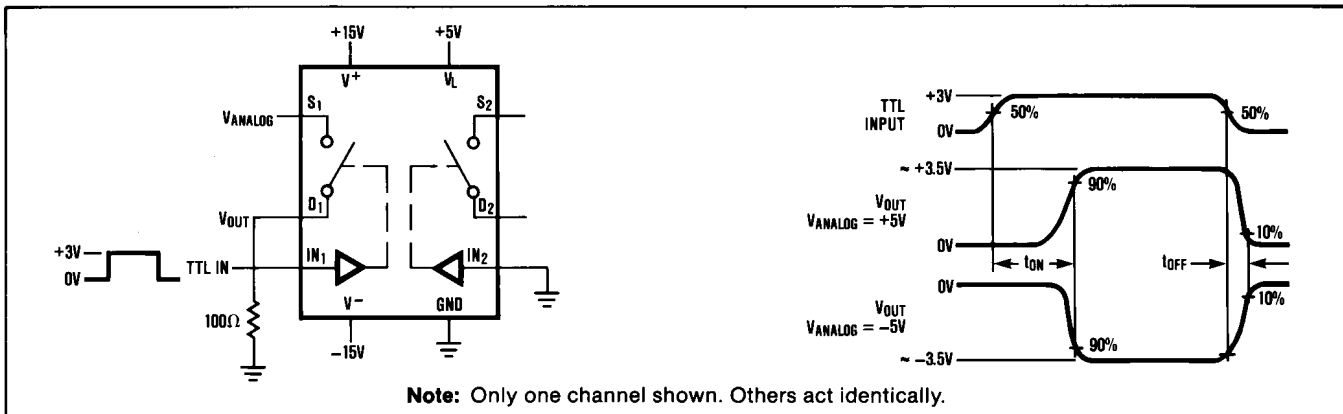 +15V
+5V
V+
VL
S1
S2
VANALOG
D1
D2
VOUT
IN1
IN2
+3V
0V
TTL IN
V−
GND
100Ω
−15V
TTL
INPUT
+3V
0V
50%
50%
≈ +3.5V
VOUT
VANALOG = +5V
0V
90%
10%
tON
tOFF
0V
VOUT
VANALOG = −5V
≈ −3.5V
90%
10%
Note: Only one channel shown. Others act identically.